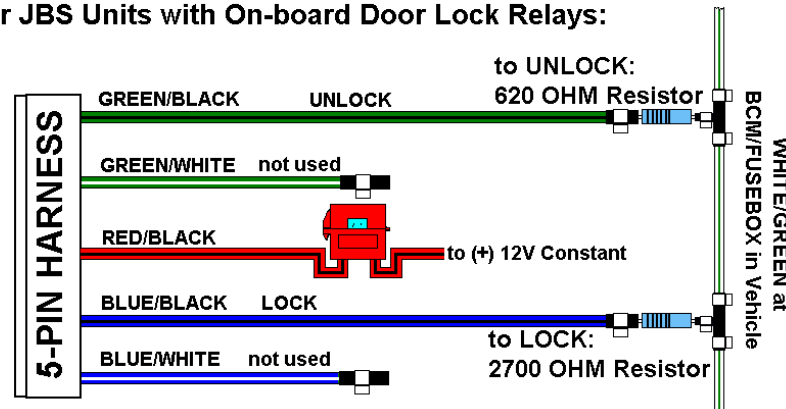 r JBS Units with On-board Door Lock Relays:
to UNLOCK:
620 OHM Resistor
GREEN/BLACK UNLOCK
GREEN/WHITE not used
RED/BLACK
to (+) 12V Constant
BLUE/BLACK LOCK
to LOCK:
2700 OHM Resistor
BLUE/WHITE not used
5-PIN HARNESS
WHITE/GREEN at
BCM/FUSEBOX in Vehicle